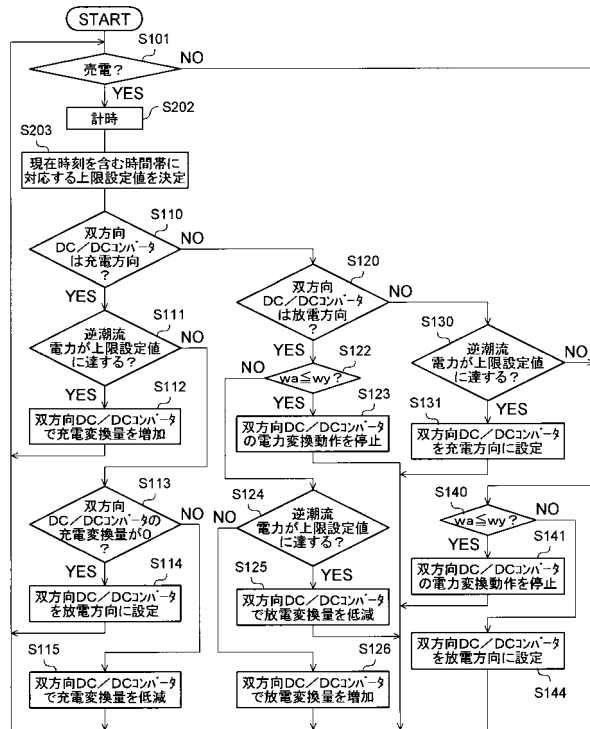 START
S101
売電?
NO
YES
S202
計時
S203
現在時刻を含む時間帯に
対応する上限設定値を決定
S110
双方向
DC/DCコンバータ
は充電方向
?
NO
YES
S120
双方向
DC/DCコンバータ
は放電方向
?
NO
YES
S111
逆潮流
電力が上限設定値
に達する?
NO
YES
S112
双方向DC/DCコンバータ
で充電変換量を増加
S122
wa≦wy?
NO
YES
S123
双方向DC/DCコンバータ
の電力変換動作を停止
S130
逆潮流
電力が上限設定値
に達する?
NO
YES
S131
双方向DC/DCコンバータ
を充電方向に設定
S113
双方向
DC/DCコンバータの
充電変換量が0
?
NO
YES
S114
双方向DC/DCコンバータ
を放電方向に設定
S115
双方向DC/DCコンバータ
で充電変換量を低減
S124
逆潮流
電力が上限設定値
に達する?
NO
YES
S125
双方向DC/DCコンバータ
で放電変換量を低減
S126
双方向DC/DCコンバータ
で放電変換量を増加
S140
wa≦wy?
NO
YES
S141
双方向DC/DCコンバータ
の電力変換動作を停止
双方向DC/DCコンバータ
を放電方向に設定
S144